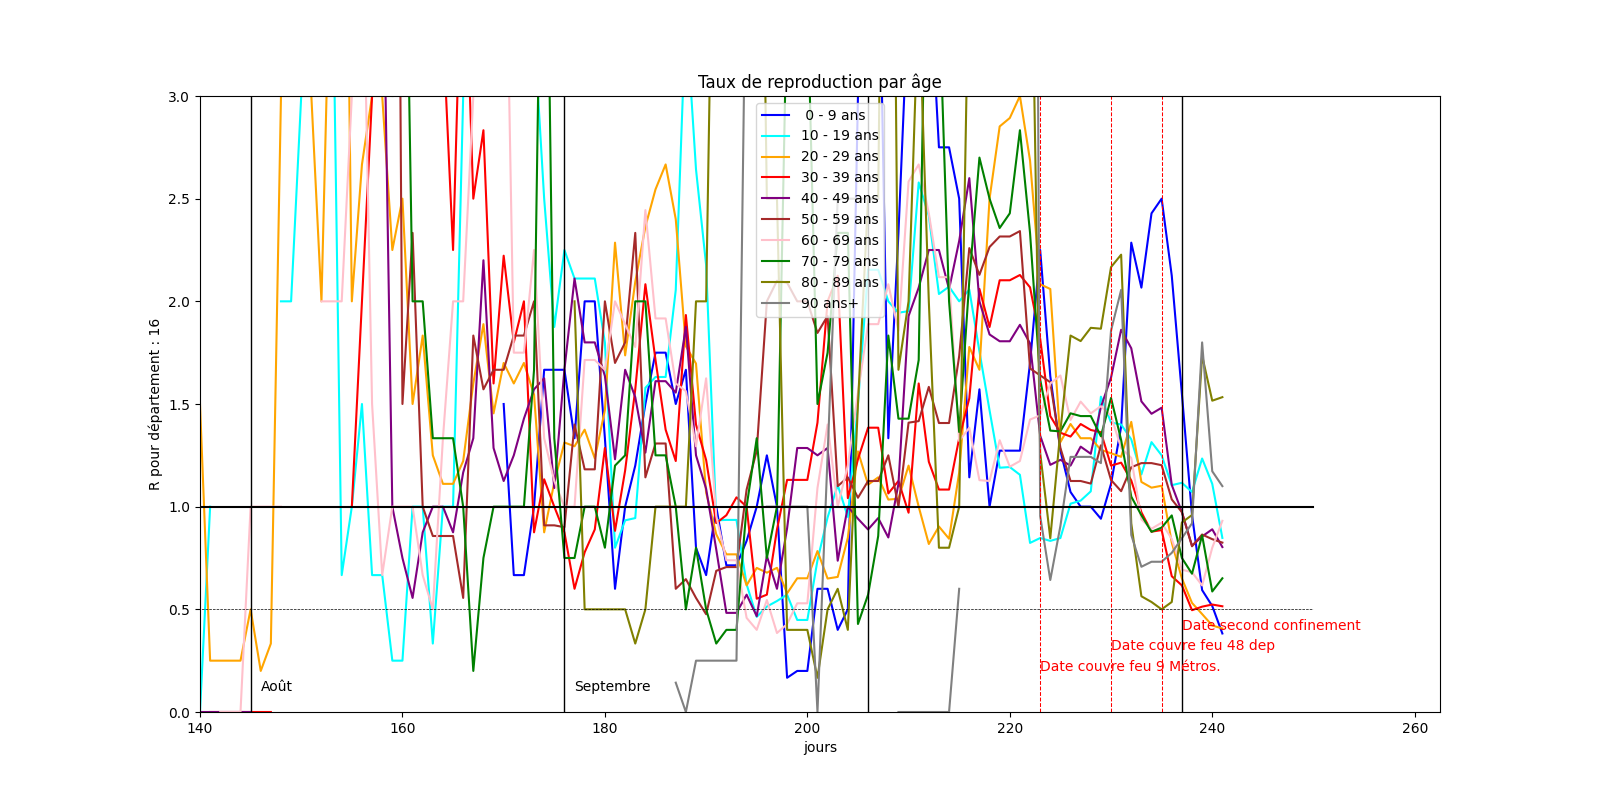 Taux de reproduction par âge
R pour département : 16
3.0
2.5
2.0
1.5
1.0
0.5
0.0
0 - 9 ans
10 - 19 ans
20 - 29 ans
30 - 39 ans
40 - 49 ans
50 - 59 ans
60 - 69 ans
70 - 79 ans
80 - 89 ans
90 ans+
Date second confinement
Date couvre feu 48 dep
Date couvre feu 9 Métros.
Août
Septembre
140 160 180 200 220 240 260
jours